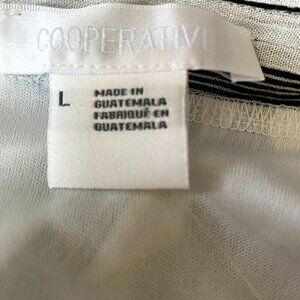 COOPERATIVE
L
MADE IN
GUATEMALA
FABRIQUÉ EN
GUATEMALA